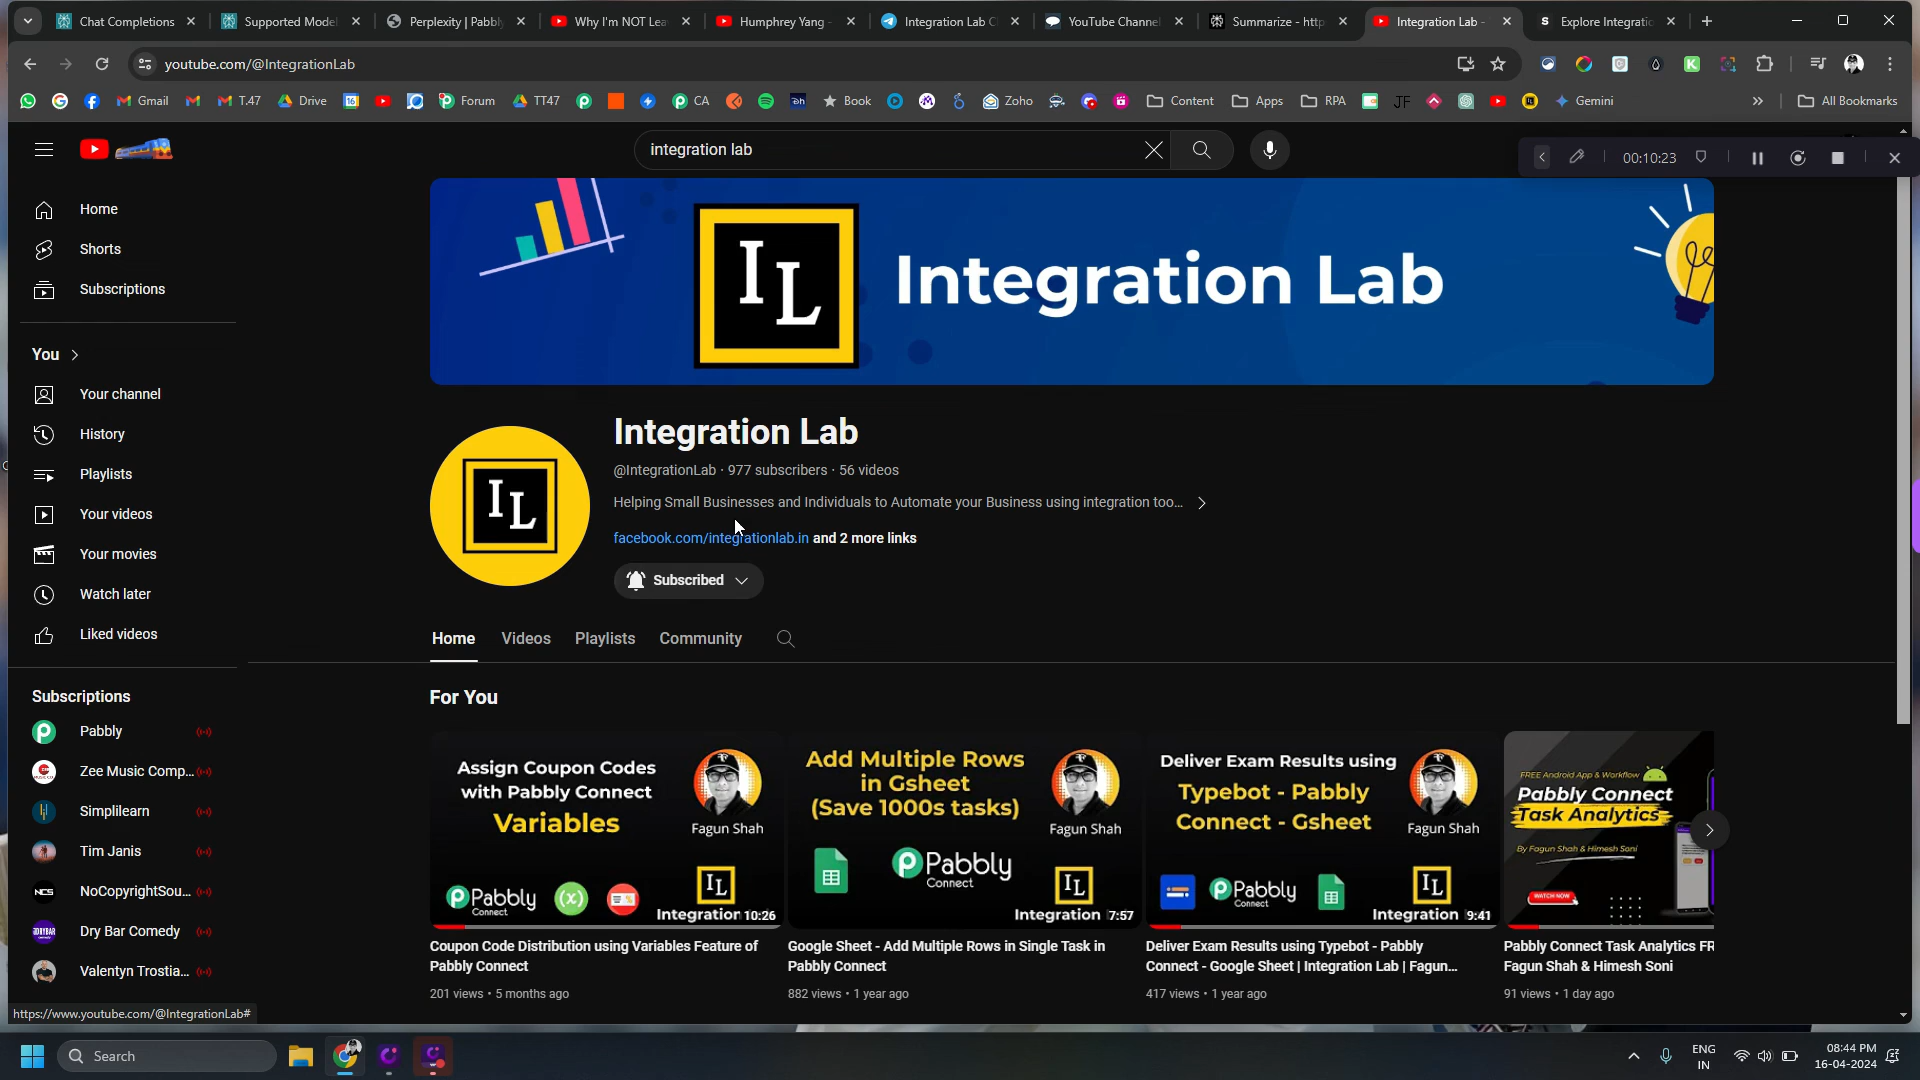 Chat Completions
Supported Model
Perplexity | Pabbly
Why I'm NOT Lea
Humphrey Yang -
Integration Lab C
YouTube Channel
Summarize - http
Integration Lab -
Explore Integratio
youtube.com/@IntegrationLab
Gmail
T.47
Drive
Forum
TT47
CA
Book
Zoho
Content
Apps
RPA
JF
Gemini
All Bookmarks
integration lab
00:10:23
Home
Shorts
Subscriptions
You
Your channel
History
Playlists
Your videos
Your movies
Watch later
Liked videos
Subscriptions
Pabbly
Zee Music Comp...
Simplilearn
Tim Janis
NoCopyrightSou...
Dry Bar Comedy
Valentyn Trostia...
https://www.youtube.com/@IntegrationLab#
IL
Integration Lab
IL
Integration Lab
@IntegrationLab · 977 subscribers · 56 videos
Helping Small Businesses and Individuals to Automate your Business using integration too...
facebook.com/integrationlab.in and 2 more links
Subscribed
Home
Videos
Playlists
Community
For You
Assign Coupon Codes
with Pabbly Connect
Variables
Fagun Shah
Pabbly
Connect
(x)
IL
Integration
10:26
Coupon Code Distribution using Variables Feature of
Pabbly Connect
201 views • 5 months ago
Add Multiple Rows
in Gsheet
(Save 1000s tasks)
Fagun Shah
Pabbly
Connect
IL
Integration
7:57
Google Sheet - Add Multiple Rows in Single Task in
Pabbly Connect
882 views • 1 year ago
Deliver Exam Results using
Typebot - Pabbly
Connect - Gsheet
Fagun Shah
Pabbly
Connect
IL
Integration
9:41
Deliver Exam Results using Typebot - Pabbly
Connect - Google Sheet | Integration Lab | Fagun...
417 views • 1 year ago
FREE Android App & Workflow
Pabbly Connect
Task Analytics
By Fagun Shah & Himesh Soni
WATCH NOW
Pabbly Connect Task Analytics FR
Fagun Shah & Himesh Soni
91 views • 1 day ago
Search
ENG
IN
08:44 PM
16-04-2024